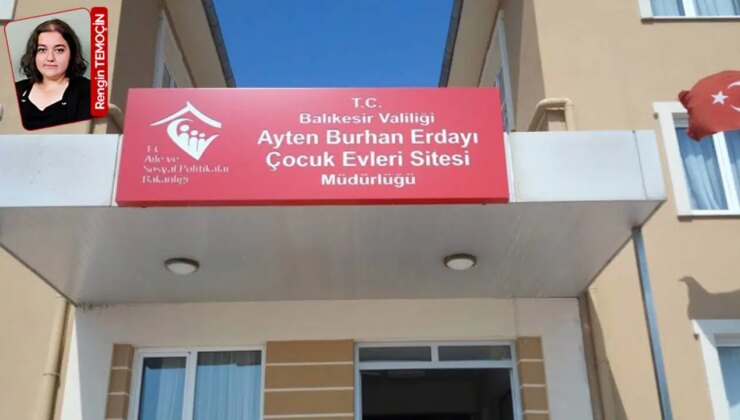 Rengin TEMOÇİN
T.C.
Aile ve
Sosyal Politikalar
Bakanlığı
T.C.
Balıkesir Valiliği
Ayten Burhan Erdayı
Çocuk Evleri Sitesi
Müdürlüğü